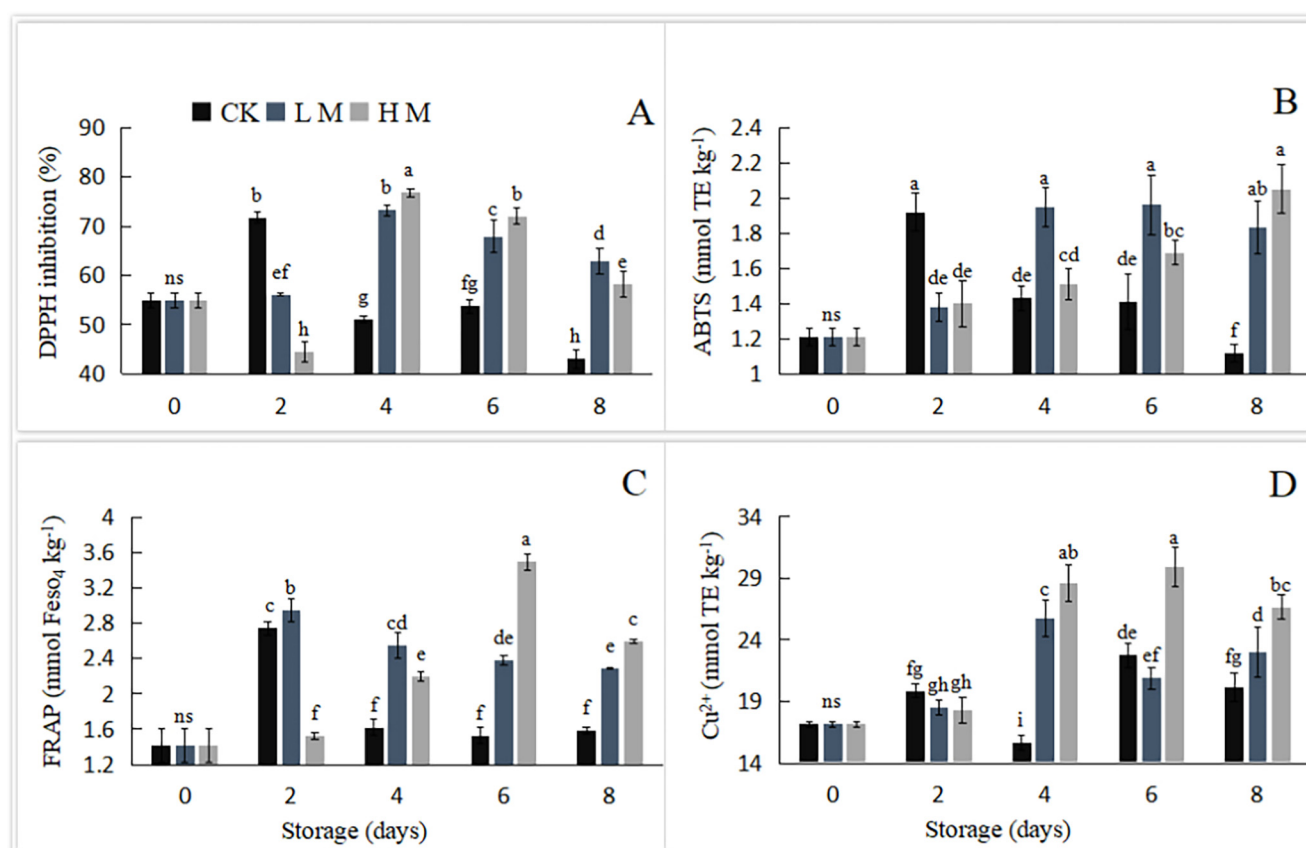 A
CK L M H M
DPPH inhibition (%)
90
80
70
60
50
40
ns
b
ef
h
g
b
a
fg
c
b
h
d
e
0 2 4 6 8
B
ABTS (mmol TE kg⁻¹)
2.4
2.2
2
1.8
1.6
1.4
1.2
1
ns
a
de
de
de
a
cd
de
a
bc
f
ab
a
0 2 4 6 8
C
FRAP (mmol Feso₄ kg⁻¹)
4
3.6
3.2
2.8
2.4
2
1.6
1.2
ns
c
b
f
f
cd
e
f
de
a
f
e
c
0 2 4 6 8
Storage (days)
D
Cu²⁺ (mmol TE kg⁻¹)
34
29
24
19
14
ns
fg
gh
gh
i
c
ab
de
ef
a
fg
d
bc
0 2 4 6 8
Storage (days)